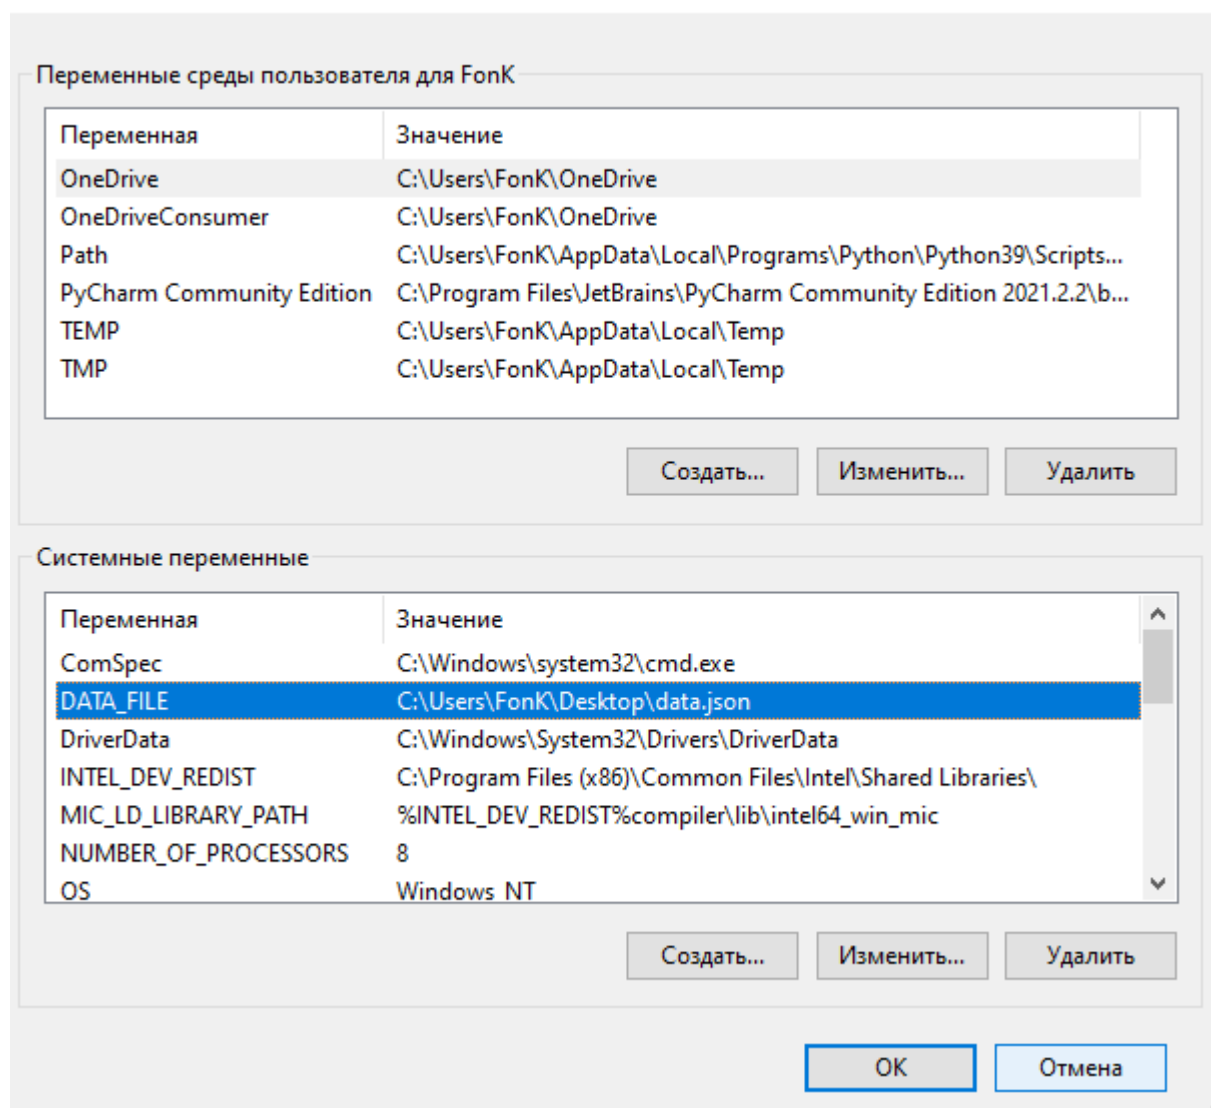 Переменные среды пользователя для FonK
Переменная Значение
OneDrive C:\Users\FonK\OneDrive
OneDriveConsumer C:\Users\FonK\OneDrive
Path C:\Users\FonK\AppData\Local\Programs\Python\Python39\Scripts...
PyCharm Community Edition C:\Program Files\JetBrains\PyCharm Community Edition 2021.2.2\b...
TEMP C:\Users\FonK\AppData\Local\Temp
TMP C:\Users\FonK\AppData\Local\Temp
Создать... Изменить... Удалить
Системные переменные
Переменная Значение
ComSpec C:\Windows\system32\cmd.exe
DATA_FILE C:\Users\FonK\Desktop\data.json
DriverData C:\Windows\System32\Drivers\DriverData
INTEL_DEV_REDIST C:\Program Files (x86)\Common Files\Intel\Shared Libraries\
MIC_LD_LIBRARY_PATH %INTEL_DEV_REDIST%compiler\lib\intel64_win_mic
NUMBER_OF_PROCESSORS 8
OS Windows_NT
Создать... Изменить... Удалить
ОК Отмена